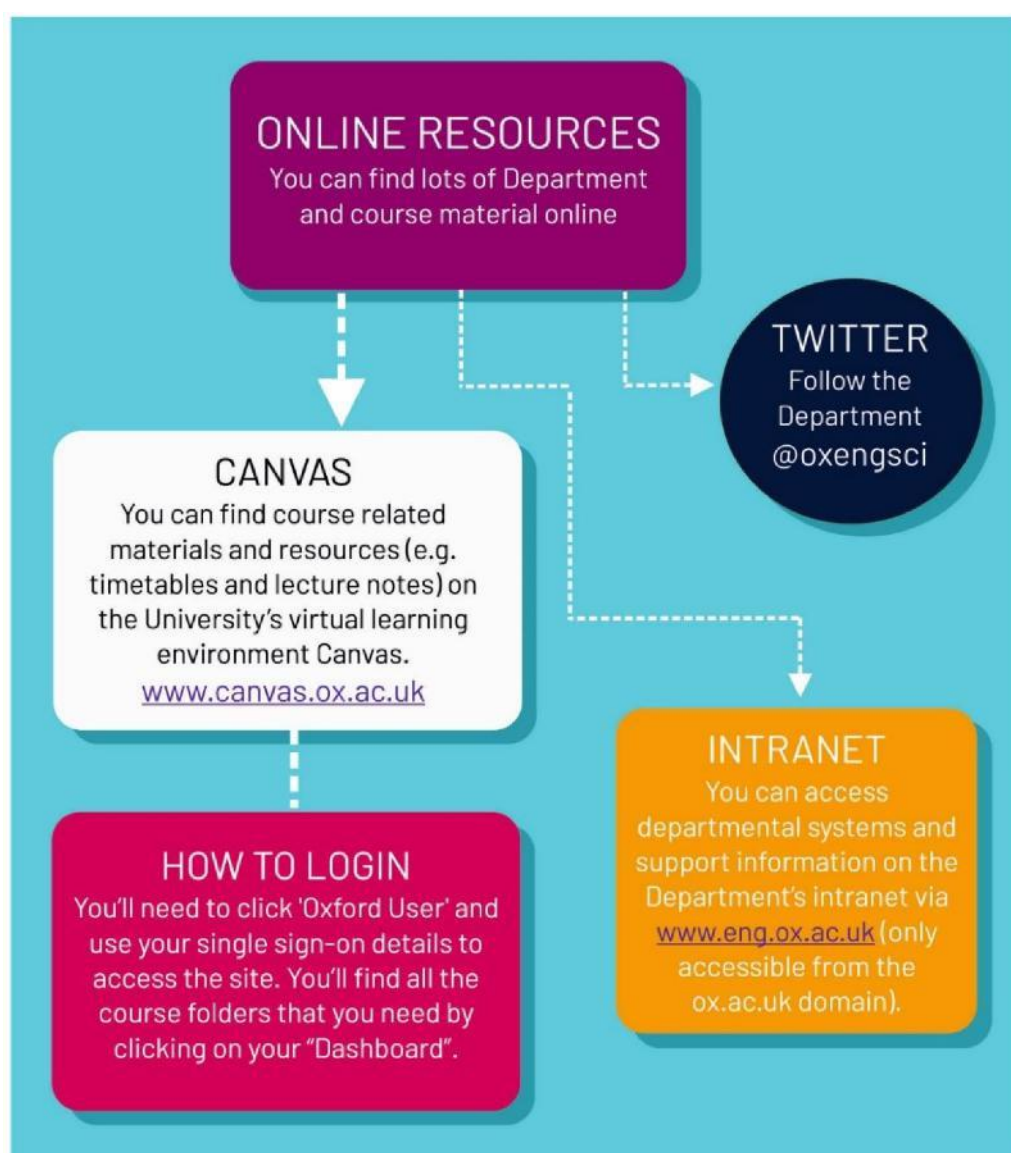 ONLINE RESOURCES
You can find lots of Department
and course material online
TWITTER
Follow the
Department
@oxengsci
CANVAS
You can find course related
materials and resources (e.g.
timetables and lecture notes) on
the University's virtual learning
environment Canvas.
www.canvas.ox.ac.uk
HOW TO LOGIN
You'll need to click 'Oxford User' and
use your single sign-on details to
access the site. You'll find all the
course folders that you need by
clicking on your "Dashboard".
INTRANET
You can access
departmental systems and
support information on the
Department's intranet via
www.eng.ox.ac.uk (only
accessible from the
ox.ac.uk domain).